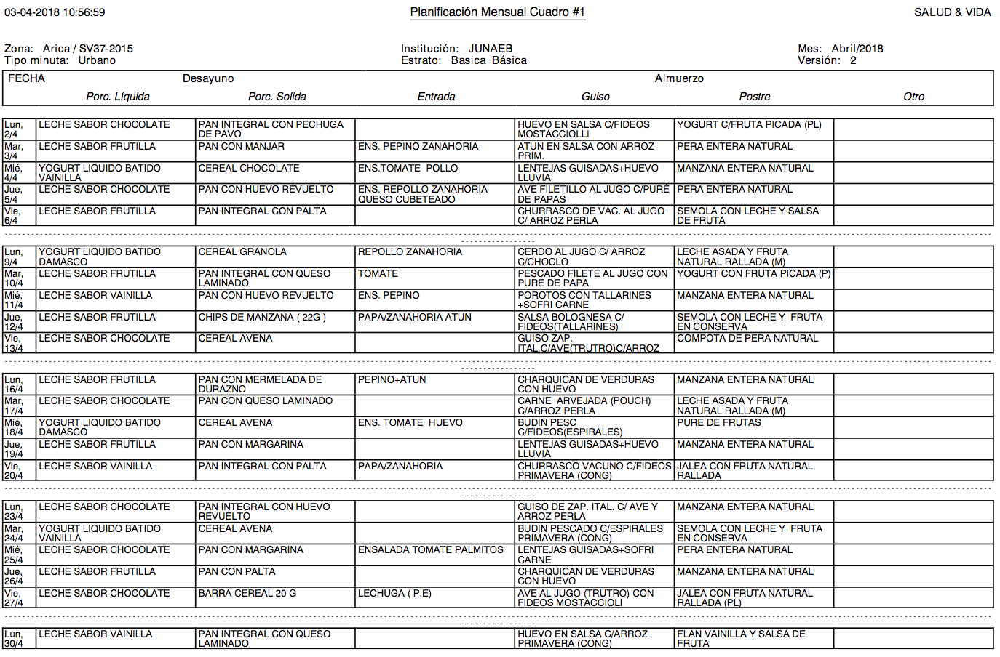 03-04-2018 10:56:59 Planificación Mensual Cuadro #1 SALUD & VIDA
Zona: Arica / SV37-2015 Institución: JUNAEB Mes: Abril/2018
Tipo minuta: Urbano Estrato: Basica Básica Versión: 2
FECHA Desayuno Almuerzo
Porc. Líquida Porc. Solida Entrada Guiso Postre Otro
Lun, LECHE SABOR CHOCOLATE PAN INTEGRAL CON PECHUGA HUEVO EN SALSA C/FIDEOS YOGURT C/FRUTA PICADA (PL)
2/4 DE PAVO MOSTACCIOLLI
Mar, LECHE SABOR FRUTILLA PAN CON MANJAR ENS. PEPINO ZANAHORIA ATUN EN SALSA CON ARROZ PERA ENTERA NATURAL
3/4 PRIM.
Mié, YOGURT LIQUIDO BATIDO CEREAL CHOCOLATE ENS.TOMATE POLLO LENTEJAS GUISADAS+HUEVO MANZANA ENTERA NATURAL
4/4 VAINILLA LLUVIA
Jue, LECHE SABOR CHOCOLATE PAN CON HUEVO REVUELTO ENS. REPOLLO ZANAHORIA AVE FILETILLO AL JUGO C/PURÉ PERA ENTERA NATURAL
5/4 QUESO CUBETEADO DE PAPAS
Vie, LECHE SABOR FRUTILLA PAN INTEGRAL CON PALTA CHURRASCO DE VAC. AL JUGO SEMOLA CON LECHE Y SALSA
6/4 C/ ARROZ PERLA DE FRUTA
Lun, YOGURT LIQUIDO BATIDO CEREAL GRANOLA REPOLLO ZANAHORIA CERDO AL JUGO C/ ARROZ LECHE ASADA Y FRUTA
9/4 DAMASCO C/CHOCLO NATURAL RALLADA (M)
Mar, LECHE SABOR FRUTILLA PAN INTEGRAL CON QUESO TOMATE PESCADO FILETE AL JUGO CON YOGURT CON FRUTA PICADA (P)
10/4 LAMINADO PURE DE PAPA
Mié, LECHE SABOR VAINILLA PAN CON HUEVO REVUELTO ENS. PEPINO POROTOS CON TALLARINES MANZANA ENTERA NATURAL
11/4 +SOFRI CARNE
Jue, LECHE SABOR FRUTILLA CHIPS DE MANZANA ( 22G ) PAPA/ZANAHORIA ATUN SALSA BOLOGNESA C/ SEMOLA CON LECHE Y FRUTA
12/4 FIDEOS(TALLARINES) EN CONSERVA
Vie, LECHE SABOR CHOCOLATE CEREAL AVENA GUISO ZAP. COMPOTA DE PERA NATURAL
13/4 ITAL.C/AVE(TRUTRO)C/ARROZ
Lun, LECHE SABOR FRUTILLA PAN CON MERMELADA DE PEPINO+ATUN CHARQUICAN DE VERDURAS MANZANA ENTERA NATURAL
16/4 DURAZNO CON HUEVO
Mar, LECHE SABOR CHOCOLATE PAN CON QUESO LAMINADO CARNE ARVEJADA (POUCH) LECHE ASADA Y FRUTA
17/4 C/ARROZ PERLA NATURAL RALLADA (M)
Mié, YOGURT LIQUIDO BATIDO CEREAL AVENA ENS. TOMATE HUEVO BUDIN PESC PURE DE FRUTAS
18/4 DAMASCO C/FIDEOS(ESPIRALES)
Jue, LECHE SABOR FRUTILLA PAN CON MARGARINA LENTEJAS GUISADAS+HUEVO MANZANA ENTERA NATURAL
19/4 LLUVIA
Vie, LECHE SABOR VAINILLA PAN INTEGRAL CON PALTA PAPA/ZANAHORIA CHURRASCO VACUNO C/FIDEOS JALEA CON FRUTA NATURAL
20/4 PRIMAVERA (CONG) RALLADA
Lun, LECHE SABOR CHOCOLATE PAN INTEGRAL CON HUEVO GUISO DE ZAP. ITAL. C/ AVE Y MANZANA ENTERA NATURAL
23/4 REVUELTO ARROZ PERLA
Mar, YOGURT LIQUIDO BATIDO CEREAL AVENA BUDIN PESCADO C/ESPIRALES SEMOLA CON LECHE Y FRUTA
24/4 VAINILLA PRIMAVERA (CONG) EN CONSERVA
Mié, LECHE SABOR CHOCOLATE PAN CON MARGARINA ENSALADA TOMATE PALMITOS LENTEJAS GUISADAS+SOFRI PERA ENTERA NATURAL
25/4 CARNE
Jue, LECHE SABOR FRUTILLA PAN CON PALTA CHARQUICAN DE VERDURAS MANZANA ENTERA NATURAL
26/4 CON HUEVO
Vie, LECHE SABOR CHOCOLATE BARRA CEREAL 20 G LECHUGA ( P.E) AVE AL JUGO (TRUTRO) CON JALEA CON FRUTA NATURAL
27/4 FIDEOS MOSTACCIOLI RALLADA (PL)
Lun, LECHE SABOR VAINILLA PAN INTEGRAL CON QUESO HUEVO EN SALSA C/ARROZ FLAN VAINILLA Y SALSA DE
30/4 LAMINADO PRIMAVERA (CONG) FRUTA